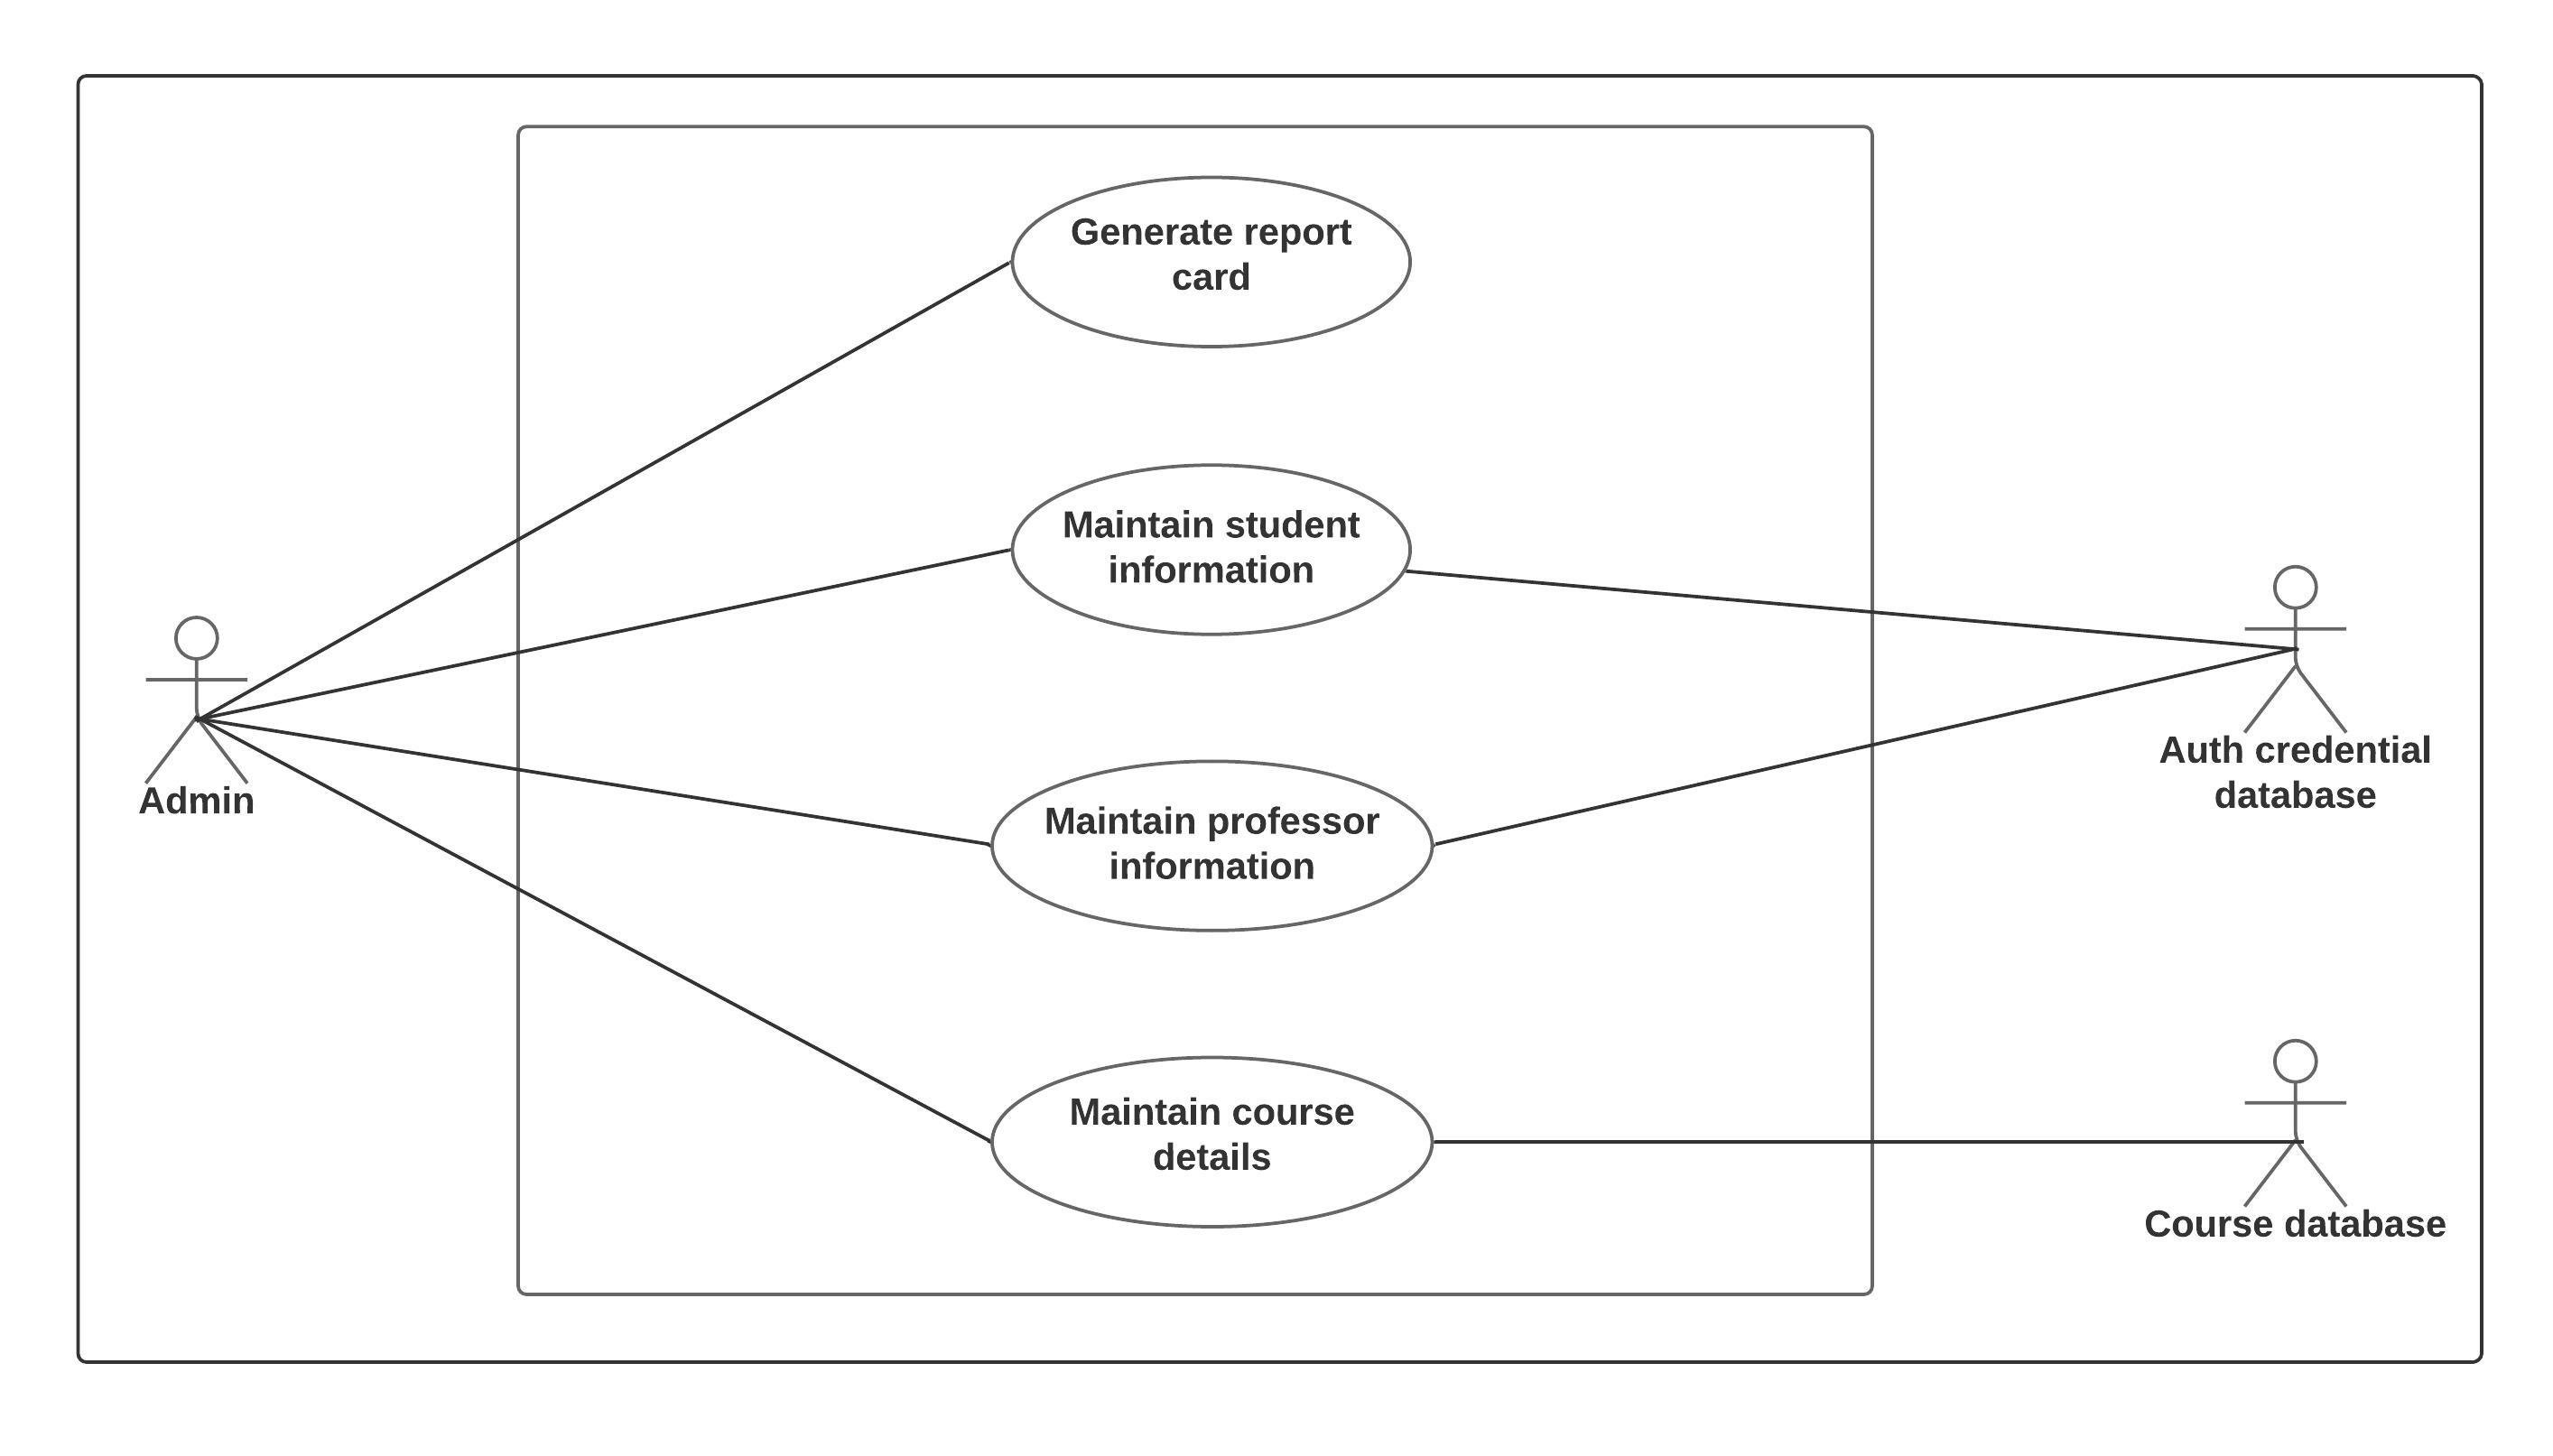 Generate report
card
Maintain student
information
Admin
Auth credential
database
Maintain professor
information
Maintain course
details
Course database